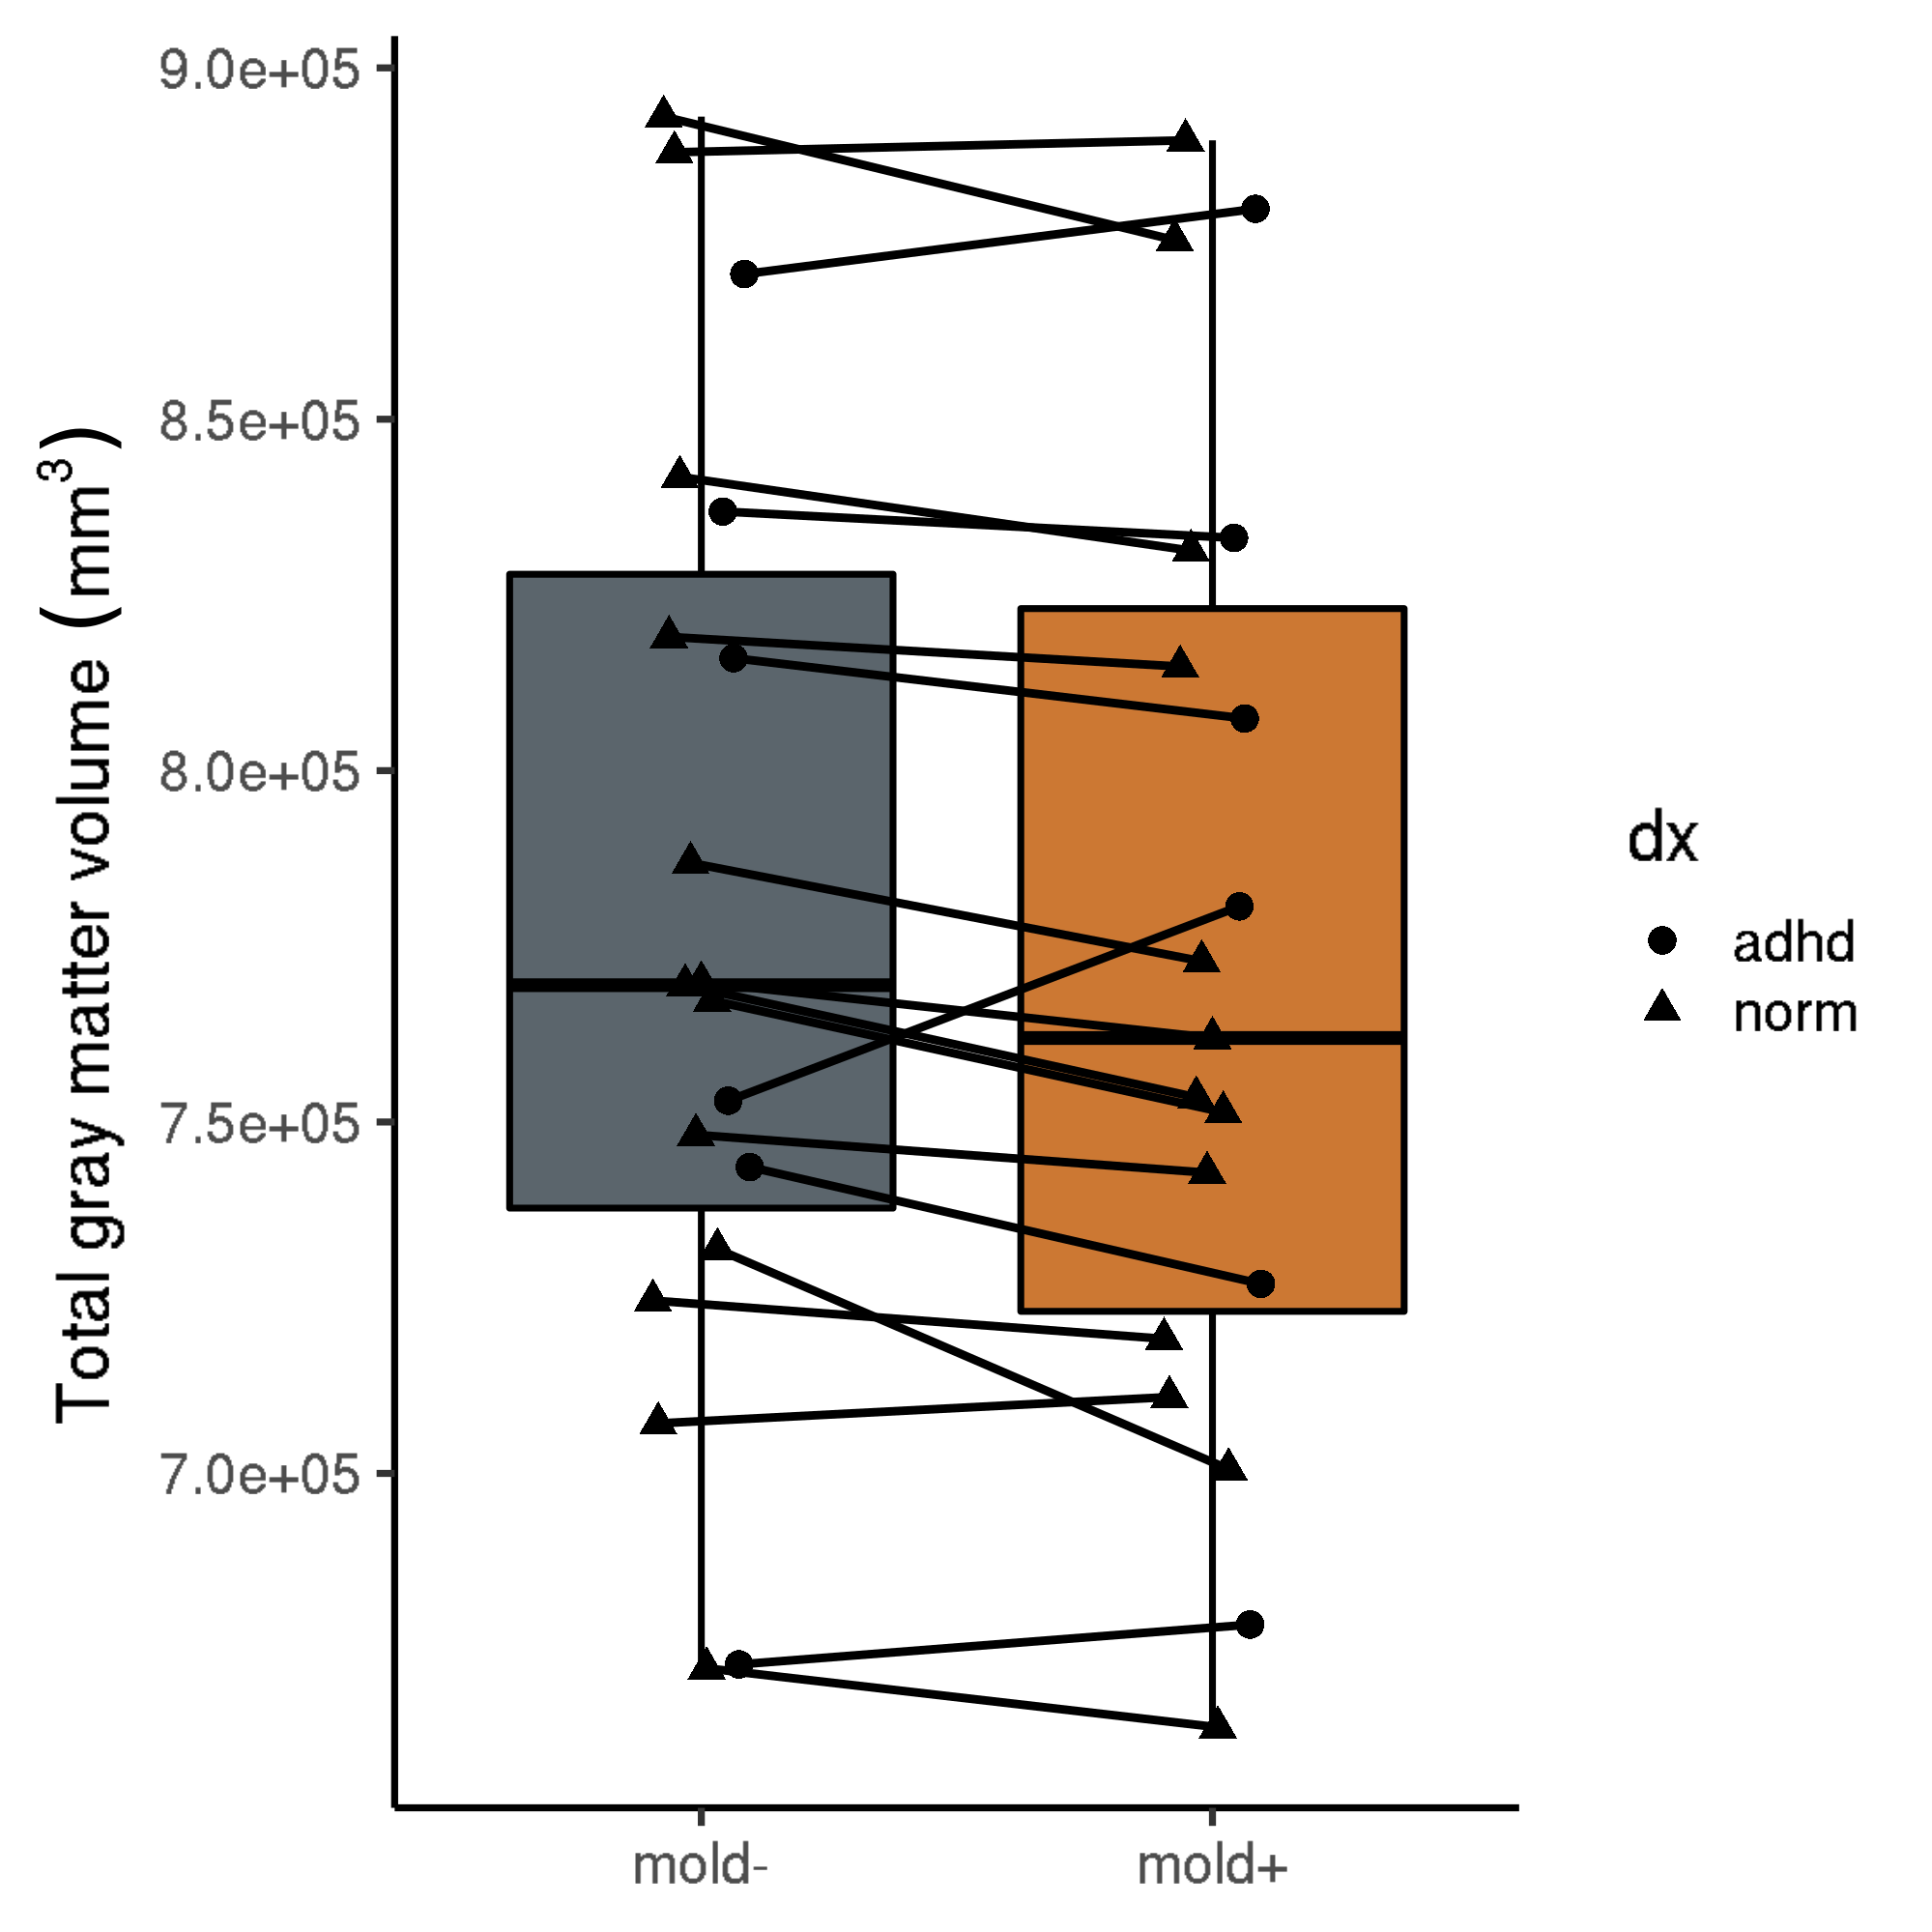 Total gray matter volume (mm³)
9.0e+05
8.5e+05
8.0e+05
7.5e+05
7.0e+05
mold-
mold+
dx
adhd
norm